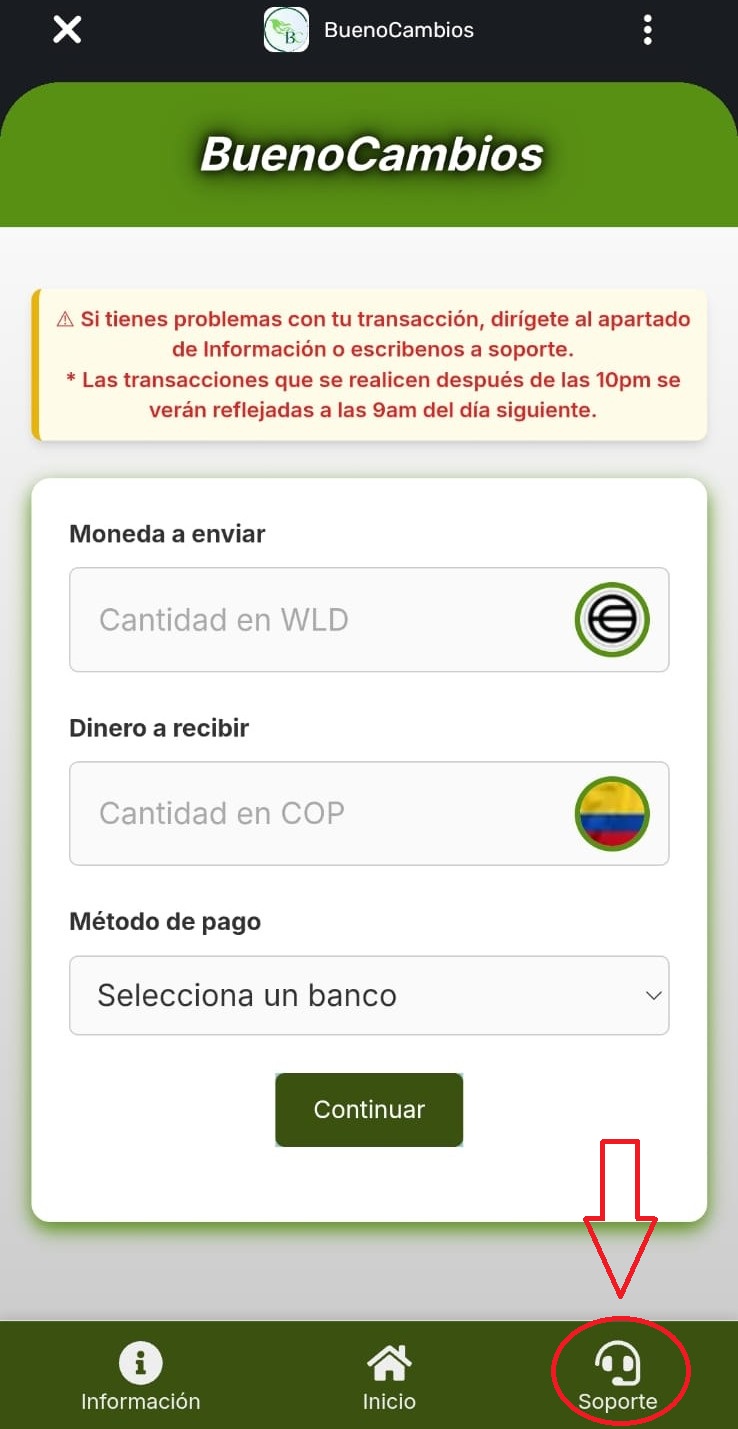 BC
BuenoCambios
BuenoCambios
⚠ Si tienes problemas con tu transacción, dirígete al apartado
de Información o escribenos a soporte.
* Las transacciones que se realicen después de las 10pm se
verán reflejadas a las 9am del día siguiente.
Moneda a enviar
Cantidad en WLD
Dinero a recibir
Cantidad en COP
Método de pago
Selecciona un banco
Continuar
Información
Inicio
Soporte